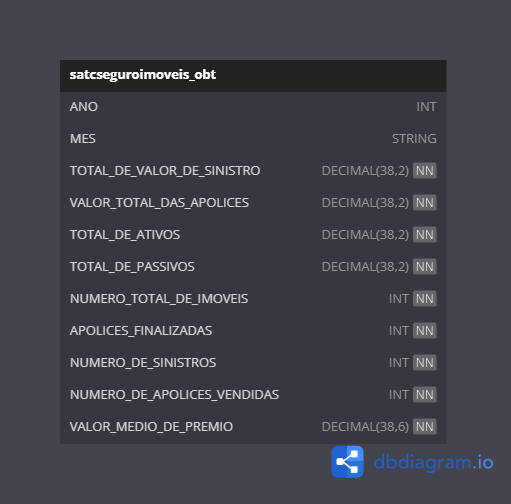 satcseguroimoveis_obt
ANO INT
MES STRING
TOTAL_DE_VALOR_DE_SINISTRO DECIMAL(38,2) NN
VALOR_TOTAL_DAS_APOLICES DECIMAL(38,2) NN
TOTAL_DE_ATIVOS DECIMAL(38,2) NN
TOTAL_DE_PASSIVOS DECIMAL(38,2) NN
NUMERO_TOTAL_DE_IMOVEIS INT NN
APOLICES_FINALIZADAS INT NN
NUMERO_DE_SINISTROS INT NN
NUMERO_DE_APOLICES_VENDIDAS INT NN
VALOR_MEDIO_DE_PREMIO DECIMAL(38,6) NN
dbdiagram.io